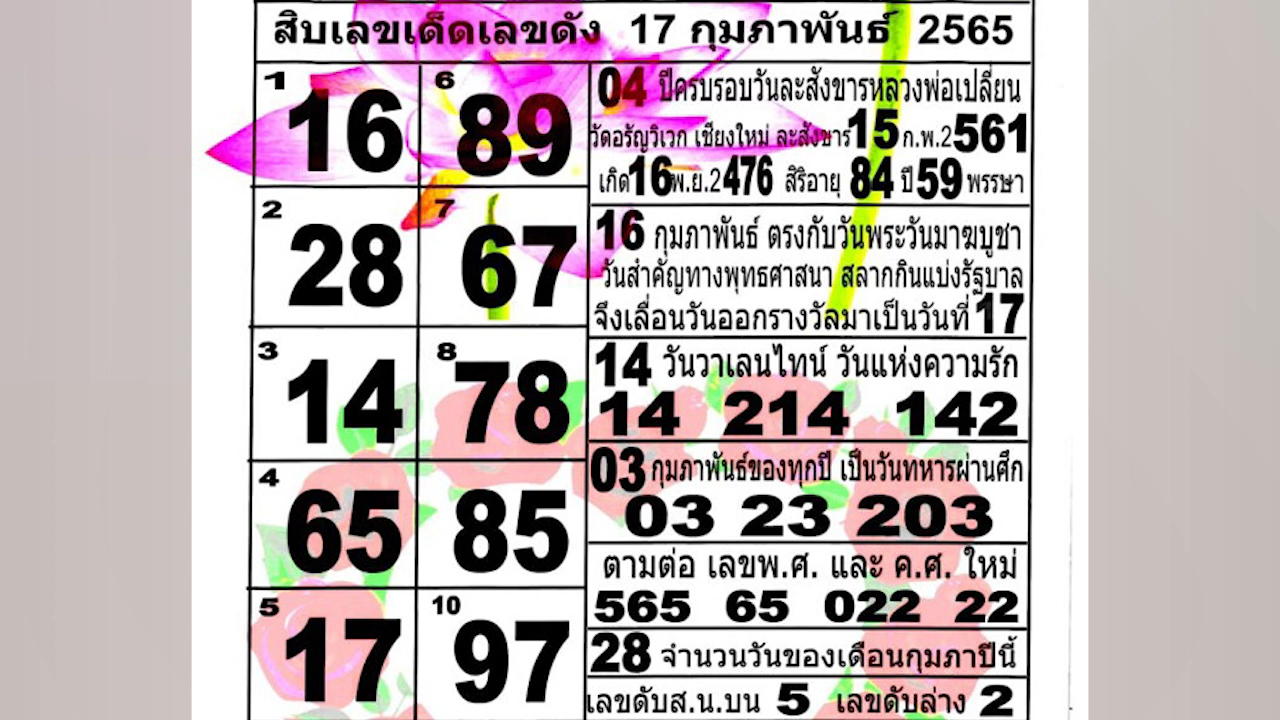 สิบเลขเด็ดเลขดัง 17 กุมภาพันธ์ 2565
1 16
6 89
2 28
7 67
3 14
8 78
4 65
85
5 17
10 97
04 ปีครบรอบวันละสังขารหลวงพ่อเปลี่ยน
วัดอรัญวิเวก เชียงใหม่ ละสังขาร 15 ก.พ.2561
เกิด 16 พ.ย.2476 สิริอายุ 84 ปี 59 พรรษา
16 กุมภาพันธ์ ตรงกับวันพระวันมาฆบูชา
วันสำคัญทางพุทธศาสนา สลากกินแบ่งรัฐบาล
จึงเลื่อนวันออกรางวัลมาเป็นวันที่ 17
14 วันวาเลนไทน์ วันแห่งความรัก
14 214 142
03 กุมภาพันธ์ของทุกปี เป็นวันทหารผ่านศึก
03 23 203
ตามต่อ เลขพ.ศ. และ ค.ศ. ใหม่
565 65 022 22
28 จำนวนวันของเดือนกุมภาปีนี้
เลขดับส.น.บน 5 เลขดับล่าง 2